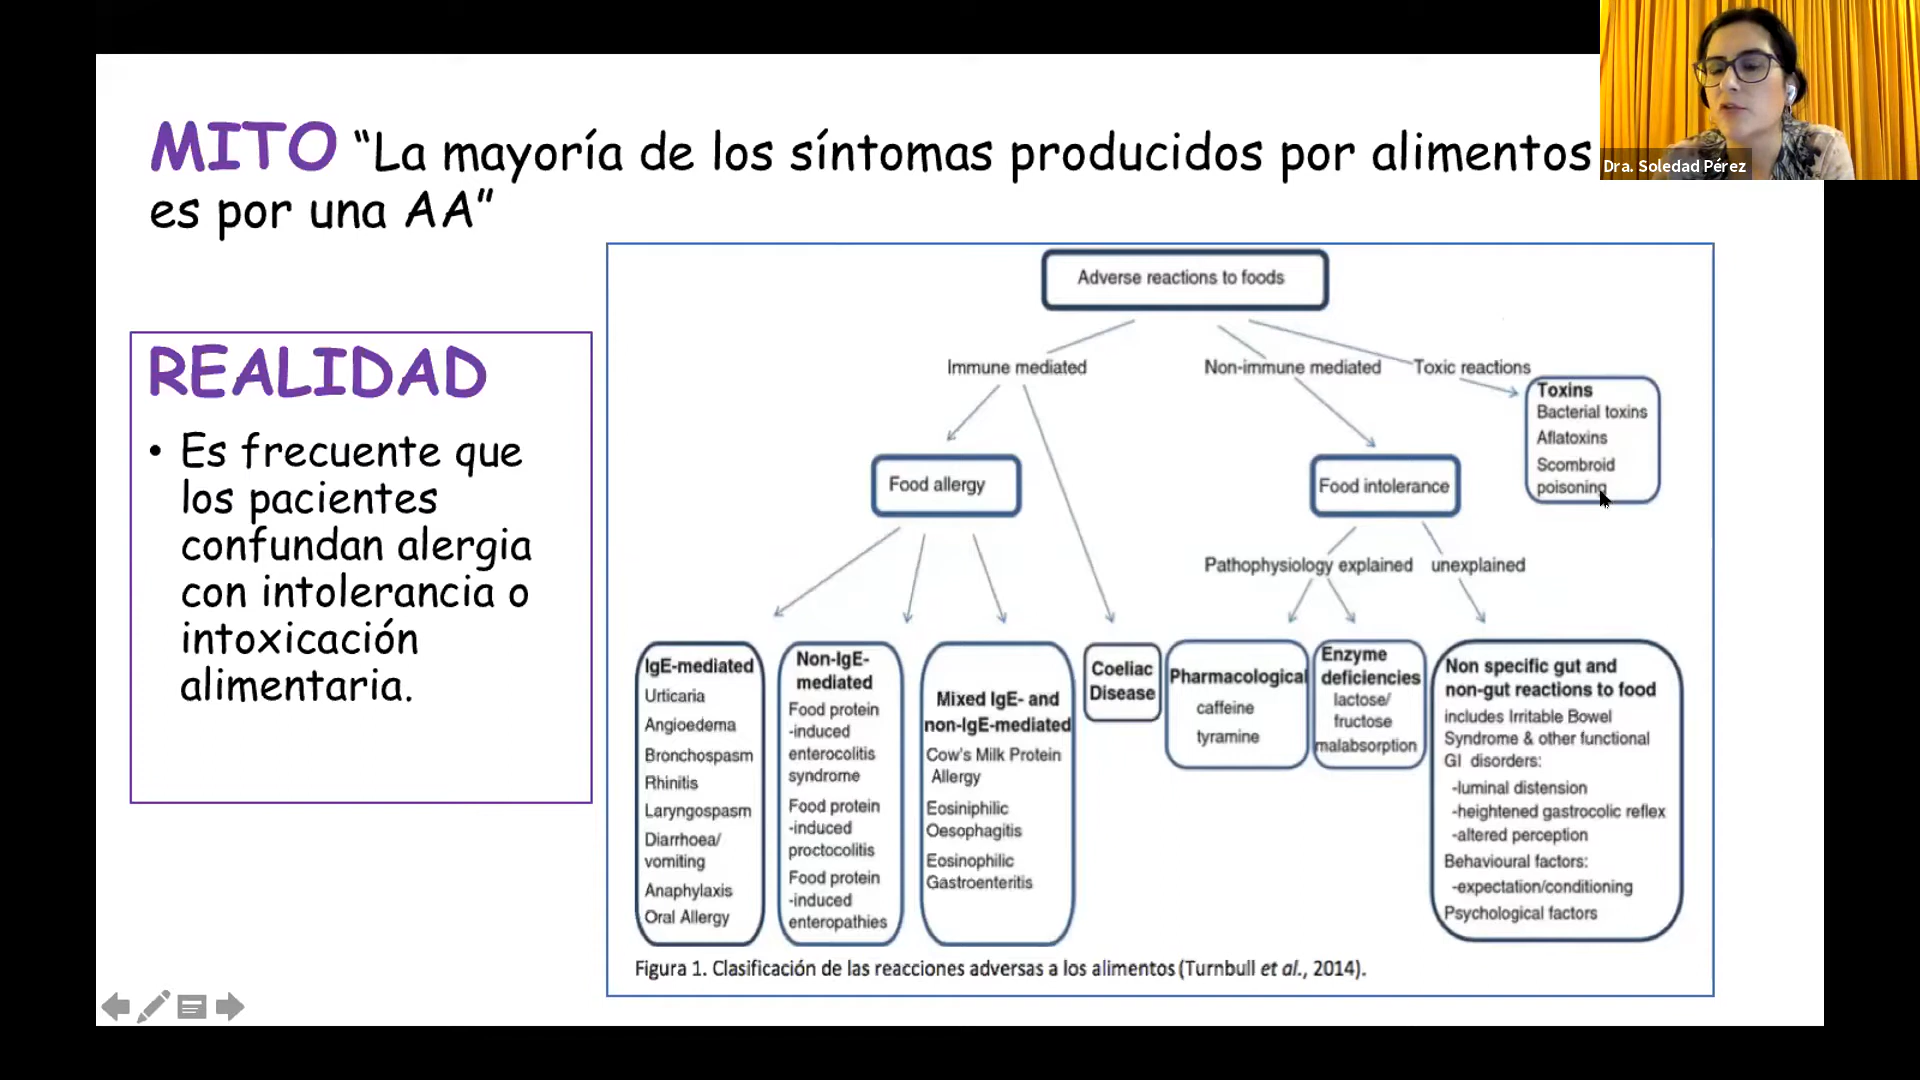 MITO “La mayoría de los síntomas producidos por alimentos
es por una AA”
Dra. Soledad Pérez
REALIDAD
• Es frecuente que
los pacientes
confundan alergia
con intolerancia o
intoxicación
alimentaria.
Adverse reactions to foods
Immune mediated
Non-immune mediated
Toxic reactions
Toxins
Bacterial toxins
Aflatoxins
Scombroid
poisoning
Food allergy
Food intolerance
Pathophysiology explained
unexplained
IgE-mediated
Urticaria
Angioedema
Bronchospasm
Rhinitis
Laryngospasm
Diarrhoea/
vomiting
Anaphylaxis
Oral Allergy
Non-IgE-
mediated
Food protein
-induced
enterocolitis
syndrome
Food protein
-induced
proctocolitis
Food protein
-induced
enteropathies
Mixed IgE- and
non-IgE-mediated
Cow's Milk Protein
Allergy
Eosiniphilic
Oesophagitis
Eosinophilic
Gastroenteritis
Coeliac
Disease
Pharmacological
caffeine
tyramine
Enzyme
deficiencies
lactose/
fructose
malabsorption
Non specific gut and
non-gut reactions to food
includes Irritable Bowel
Syndrome & other functional
GI disorders:
-luminal distension
-heightened gastrocolic reflex
-altered perception
Behavioural factors:
-expectation/conditioning
Psychological factors
Figura 1. Clasificación de las reacciones adversas a los alimentos (Turnbull et al., 2014).